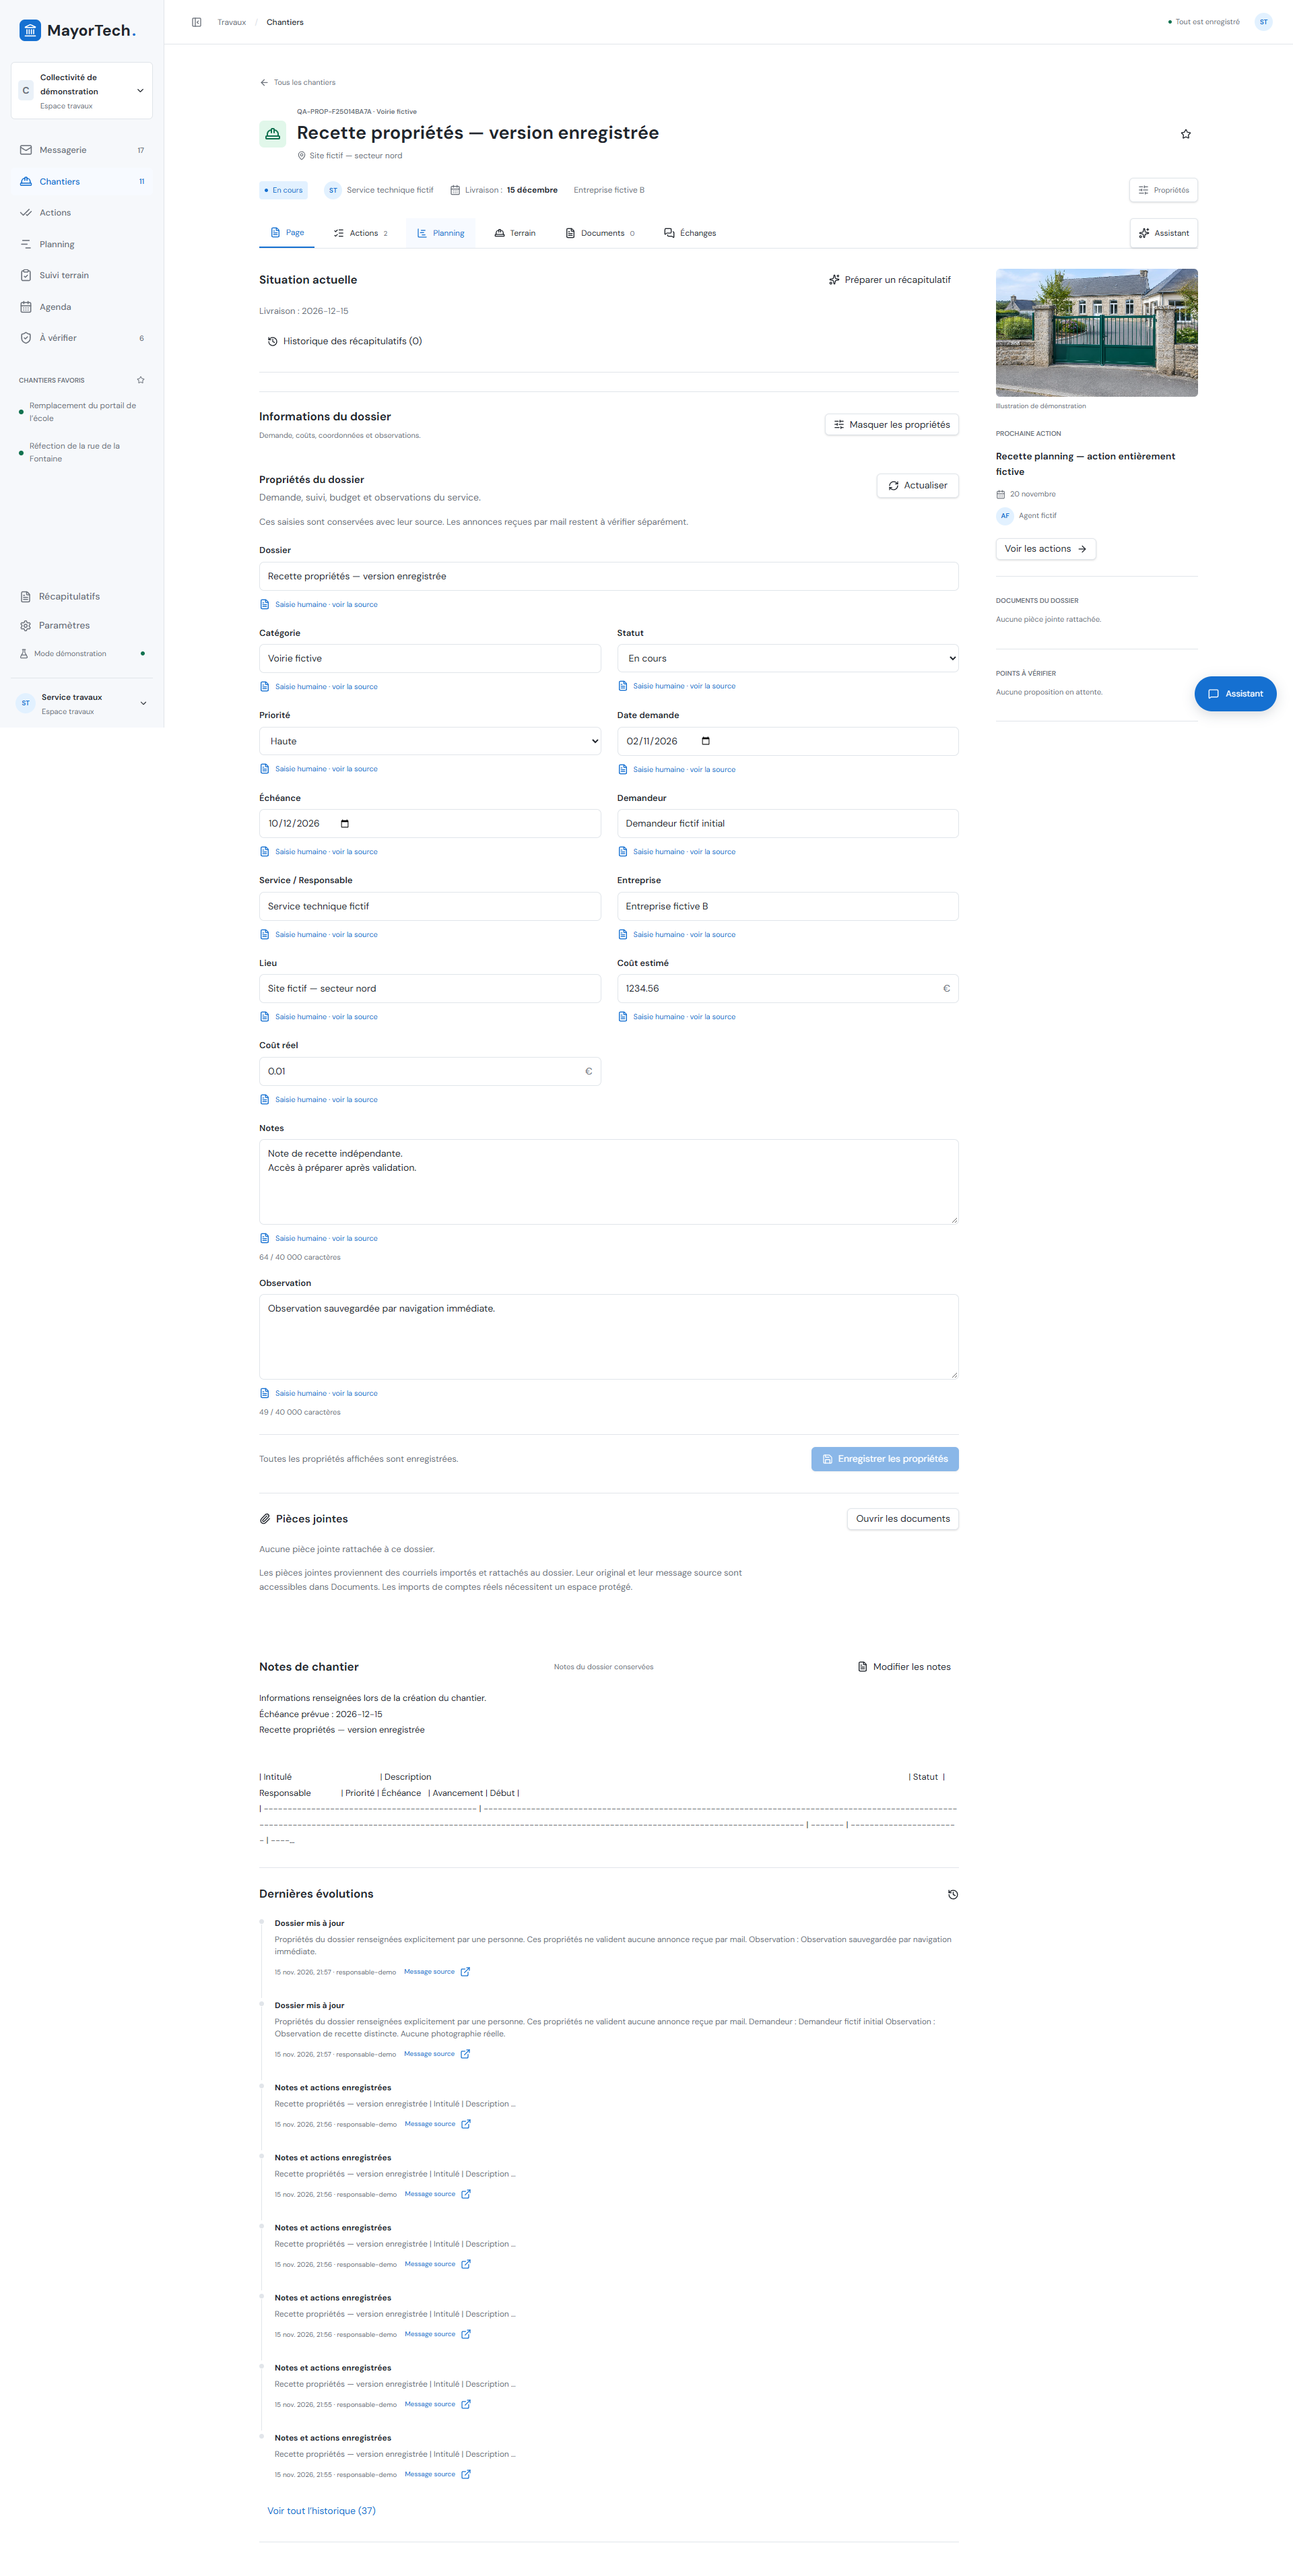 MayorTech.
Travaux / Chantiers
Tout est enregistré
ST
C
Collectivité de
démonstration
Espace travaux
Messagerie 17
Chantiers 11
Actions
Planning
Suivi terrain
Agenda
À vérifier 6
CHANTIERS FAVORIS
Remplacement du portail de
l'école
Réfection de la rue de la
Fontaine
Récapitulatifs
Paramètres
Mode démonstration
ST
Service travaux
Espace travaux
Tous les chantiers
QA-PROP-F25014BA7A · Voirie fictive
Recette propriétés — version enregistrée
Site fictif — secteur nord
En cours ST Service technique fictif Livraison : 15 décembre Entreprise fictive B Propriétés
Page Actions 2 Planning Terrain Documents 0 Échanges Assistant
Situation actuelle Préparer un récapitulatif
Livraison : 2026-12-15
Historique des récapitulatifs (0)
Informations du dossier
Demande, coûts, coordonnées et observations.
Masquer les propriétés
Propriétés du dossier
Demande, suivi, budget et observations du service.
Actualiser
Ces saisies sont conservées avec leur source. Les annonces reçues par mail restent à vérifier séparément.
Dossier
Recette propriétés — version enregistrée
Saisie humaine · voir la source
Catégorie Statut
Voirie fictive En cours
Saisie humaine · voir la source Saisie humaine · voir la source
Priorité Date demande
Haute 02/11/2026
Saisie humaine · voir la source Saisie humaine · voir la source
Échéance Demandeur
10/12/2026 Demandeur fictif initial
Saisie humaine · voir la source Saisie humaine · voir la source
Service / Responsable Entreprise
Service technique fictif Entreprise fictive B
Saisie humaine · voir la source Saisie humaine · voir la source
Lieu Coût estimé
Site fictif — secteur nord 1234.56 €
Saisie humaine · voir la source Saisie humaine · voir la source
Coût réel
0.01 €
Saisie humaine · voir la source
Notes
Note de recette indépendante.
Accès à préparer après validation.
Saisie humaine · voir la source
64 / 40 000 caractères
Observation
Observation sauvegardée par navigation immédiate.
Saisie humaine · voir la source
49 / 40 000 caractères
Toutes les propriétés affichées sont enregistrées. Enregistrer les propriétés
Pièces jointes Ouvrir les documents
Aucune pièce jointe rattachée à ce dossier.
Les pièces jointes proviennent des courriels importés et rattachés au dossier. Leur original et leur message source sont
accessibles dans Documents. Les imports de comptes réels nécessitent un espace protégé.
Notes de chantier Notes du dossier conservées Modifier les notes
Informations renseignées lors de la création du chantier.
Échéance prévue : 2026-12-15
Recette propriétés — version enregistrée
| Intitulé | Description | Statut |
Responsable | Priorité | Échéance | Avancement | Début |
| -------------------------------------------- | --------------------------------------------------------------------------------------------------
----------------------------------------------------------------------------------------------------------------- | ------- | ----------------------
- | ----…
Dernières évolutions
Dossier mis à jour
Propriétés du dossier renseignées explicitement par une personne. Ces propriétés ne valident aucune annonce reçue par mail. Observation : Observation sauvegardée par navigation
immédiate.
15 nov. 2026, 21:57 · responsable-demo Message source
Dossier mis à jour
Propriétés du dossier renseignées explicitement par une personne. Ces propriétés ne valident aucune annonce reçue par mail. Demandeur : Demandeur fictif initial Observation :
Observation de recette distincte. Aucune photographie réelle.
15 nov. 2026, 21:57 · responsable-demo Message source
Notes et actions enregistrées
Recette propriétés — version enregistrée | Intitulé | Description …
15 nov. 2026, 21:56 · responsable-demo Message source
Notes et actions enregistrées
Recette propriétés — version enregistrée | Intitulé | Description …
15 nov. 2026, 21:56 · responsable-demo Message source
Notes et actions enregistrées
Recette propriétés — version enregistrée | Intitulé | Description …
15 nov. 2026, 21:56 · responsable-demo Message source
Notes et actions enregistrées
Recette propriétés — version enregistrée | Intitulé | Description …
15 nov. 2026, 21:56 · responsable-demo Message source
Notes et actions enregistrées
Recette propriétés — version enregistrée | Intitulé | Description …
15 nov. 2026, 21:55 · responsable-demo Message source
Notes et actions enregistrées
Recette propriétés — version enregistrée | Intitulé | Description …
15 nov. 2026, 21:55 · responsable-demo Message source
Voir tout l'historique (37)
Illustration de démonstration
PROCHAINE ACTION
Recette planning — action entièrement
fictive
20 novembre
AF Agent fictif
Voir les actions
DOCUMENTS DU DOSSIER
Aucune pièce jointe rattachée.
POINTS À VÉRIFIER
Aucune proposition en attente.
Assistant